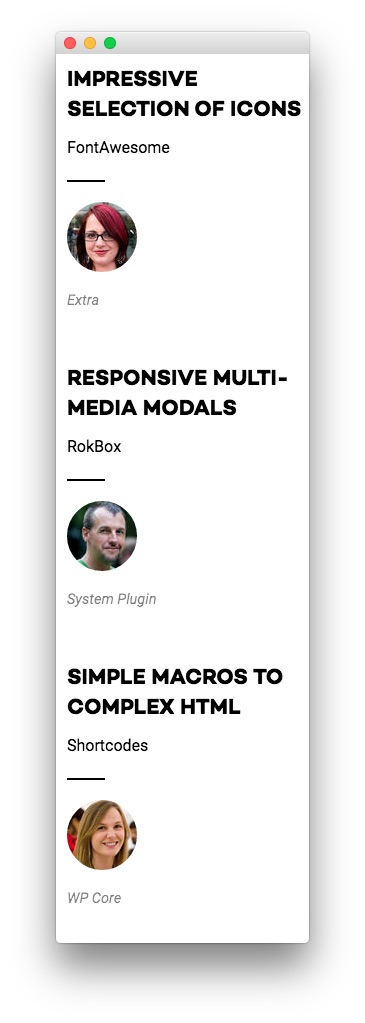 IMPRESSIVE
SELECTION OF ICONS
FontAwesome
Extra
RESPONSIVE MULTI-
MEDIA MODALS
RokBox
System Plugin
SIMPLE MACROS TO
COMPLEX HTML
Shortcodes
WP Core